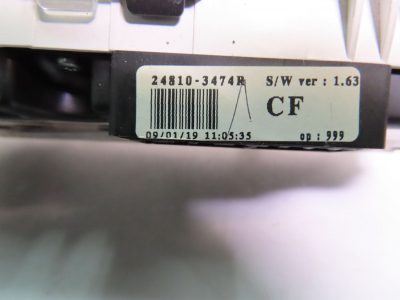 24810-3474R S/W ver : 1.63
CF
09/01/19 11:05:35 op : 999